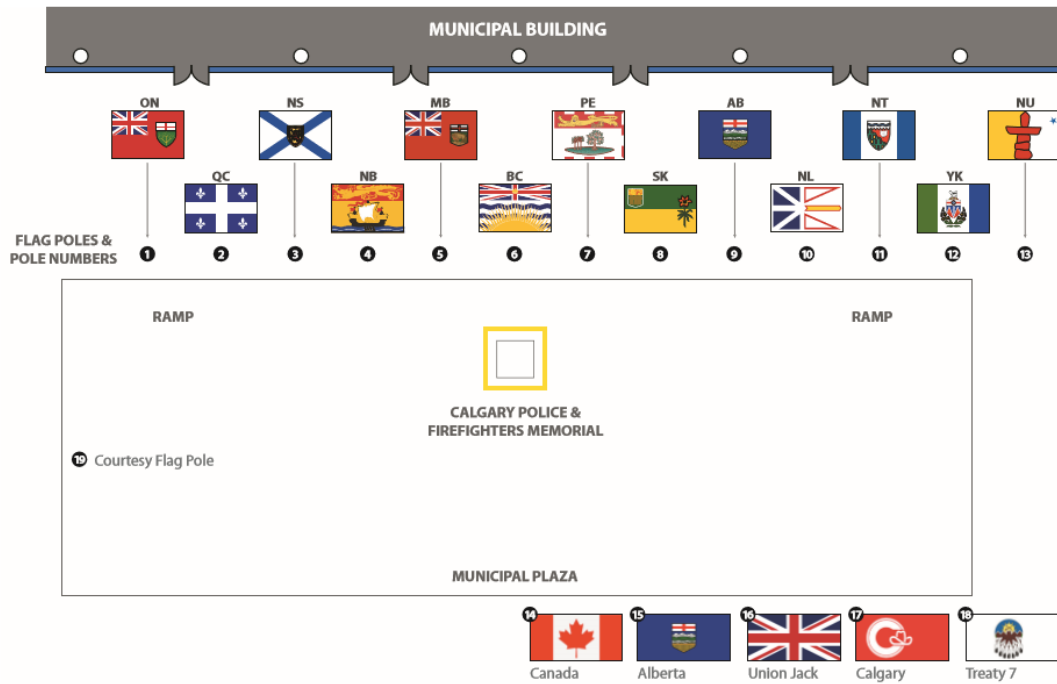 MUNICIPAL BUILDING
ON NS MB PE AB NT NU
QC NB BC SK NL YK
FLAG POLES &
POLE NUMBERS
1 2 3 4 5 6 7 8 9 10 11 12 13
RAMP RAMP
CALGARY POLICE &
FIREFIGHTERS MEMORIAL
19 Courtesy Flag Pole
MUNICIPAL PLAZA
14 15 16 17 18
Canada Alberta Union Jack Calgary Treaty 7